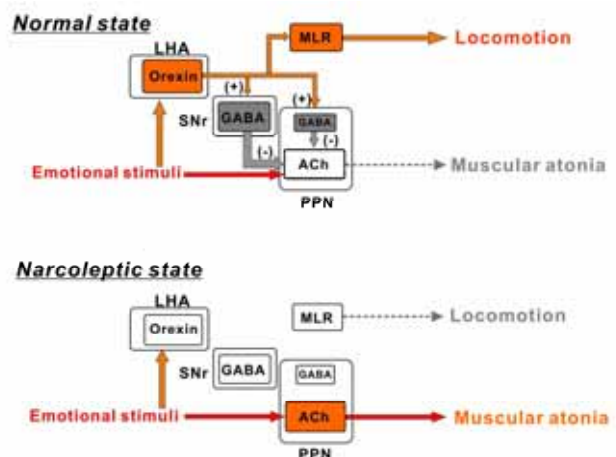 Normal state
LHA
MLR
Locomotion
Orexin
(+)
(+)
SNr
GABA
GABA
(-)
(-)
ACh
Emotional stimuli
Muscular atonia
PPN
Narcoleptic state
LHA
Orexin
MLR
Locomotion
SNr
GABA
GABA
Emotional stimuli
ACh
Muscular atonia
PPN